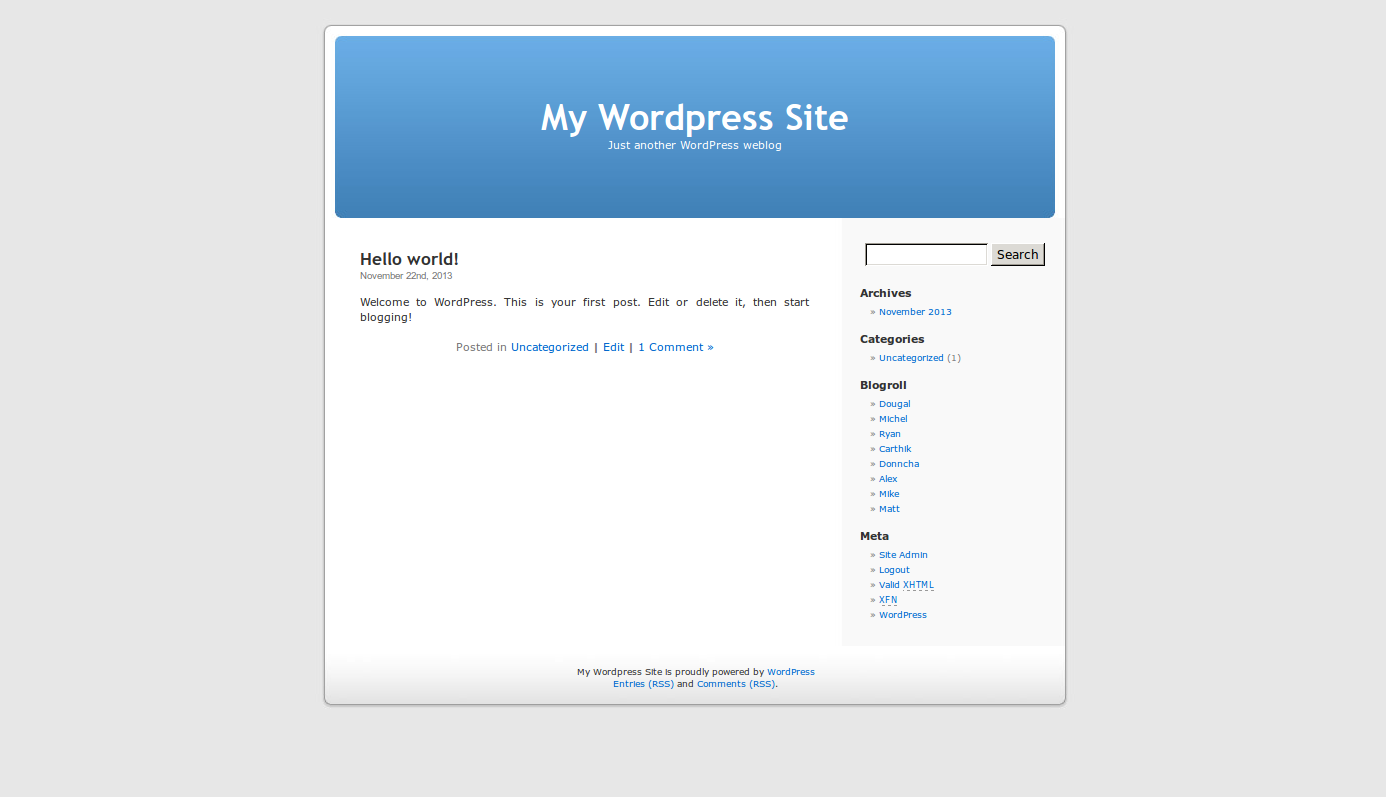 My Wordpress Site
Just another WordPress weblog
Hello world!
November 22nd, 2013
Welcome to WordPress. This is your first post. Edit or delete it, then start
blogging!
Posted in Uncategorized | Edit | 1 Comment »
Search
Archives
» November 2013
Categories
» Uncategorized (1)
Blogroll
» Dougal
» Michel
» Ryan
» Carthik
» Donncha
» Alex
» Mike
» Matt
Meta
» Site Admin
» Logout
» Valid XHTML
» XFN
» WordPress
My Wordpress Site is proudly powered by WordPress
Entries (RSS) and Comments (RSS).